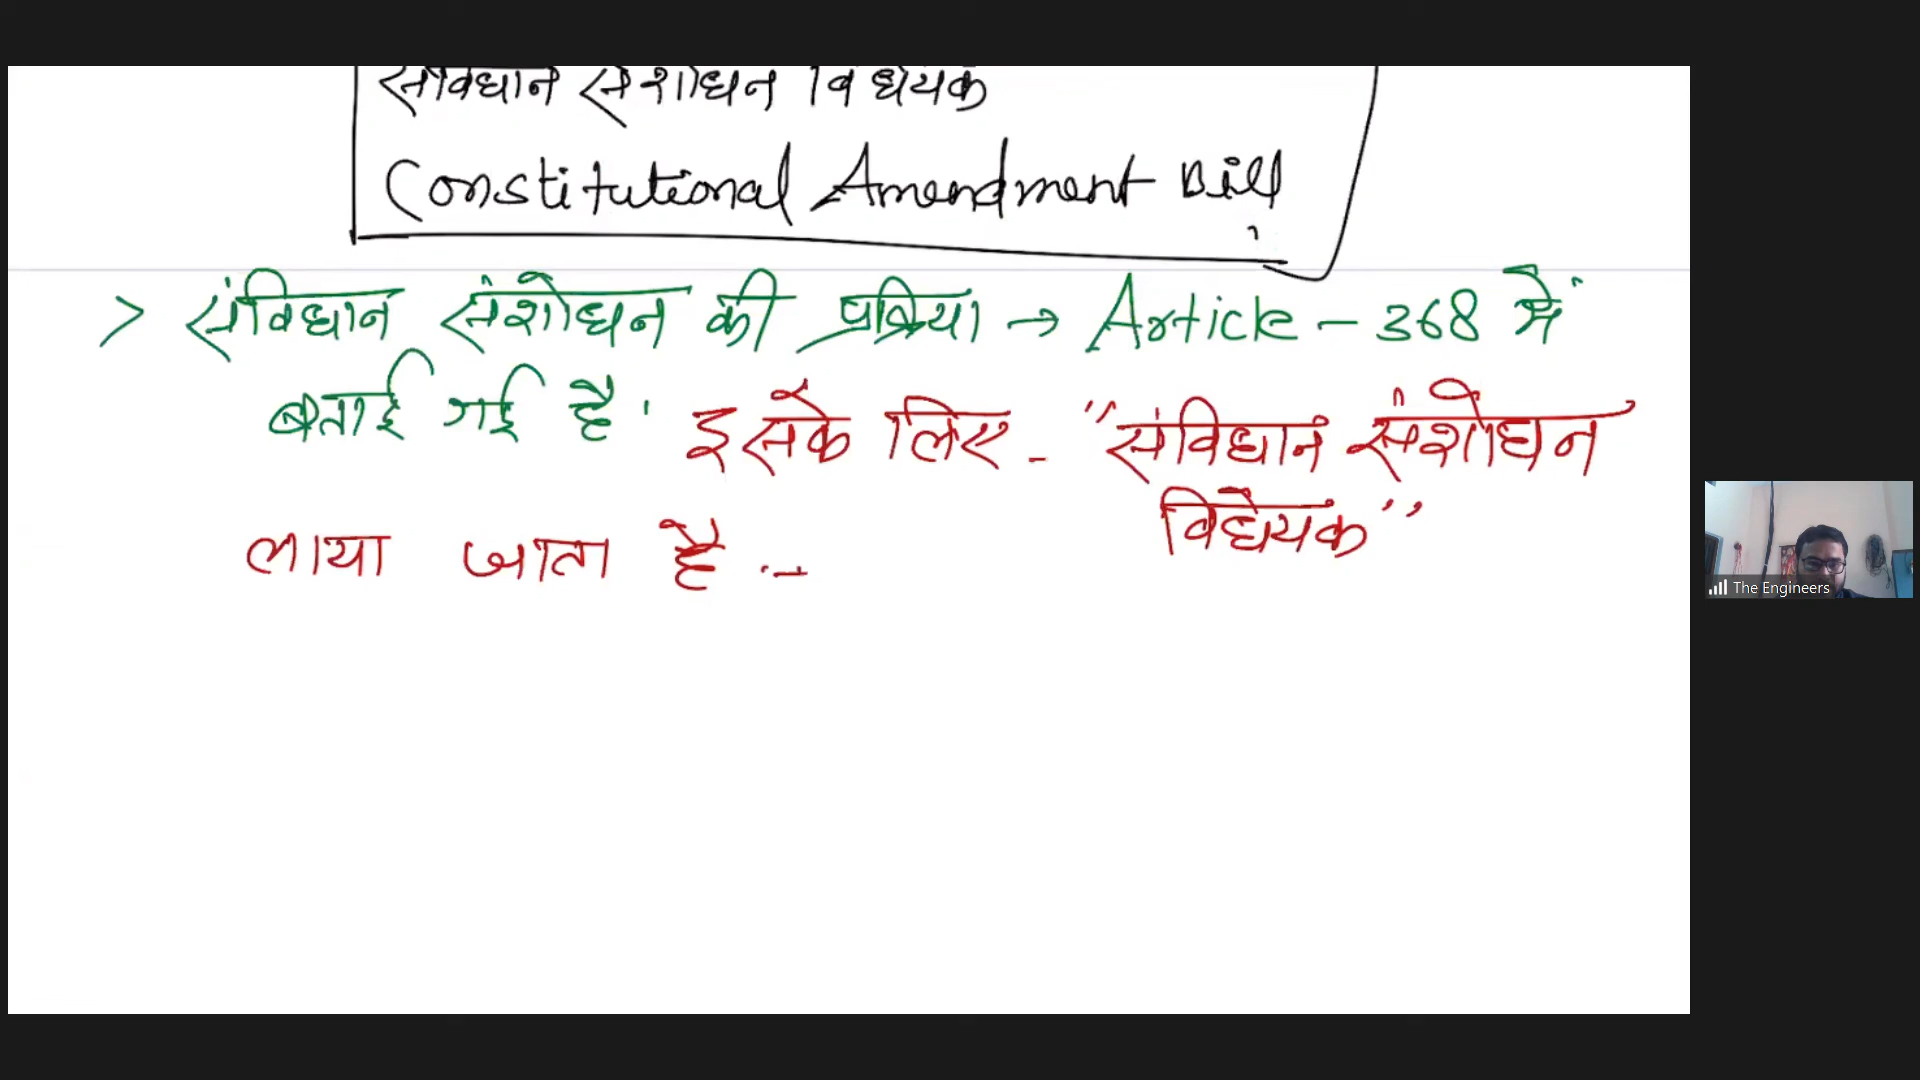 संविधान संशोधन विधेयक
Constitutional Amendment Bill
> संविधान संशोधन की प्रक्रिया → Article - 368 में
बताई गई है. इसके लिए - "संविधान संशोधन
विधेयक"
लाया जाता है .-
The Engineers